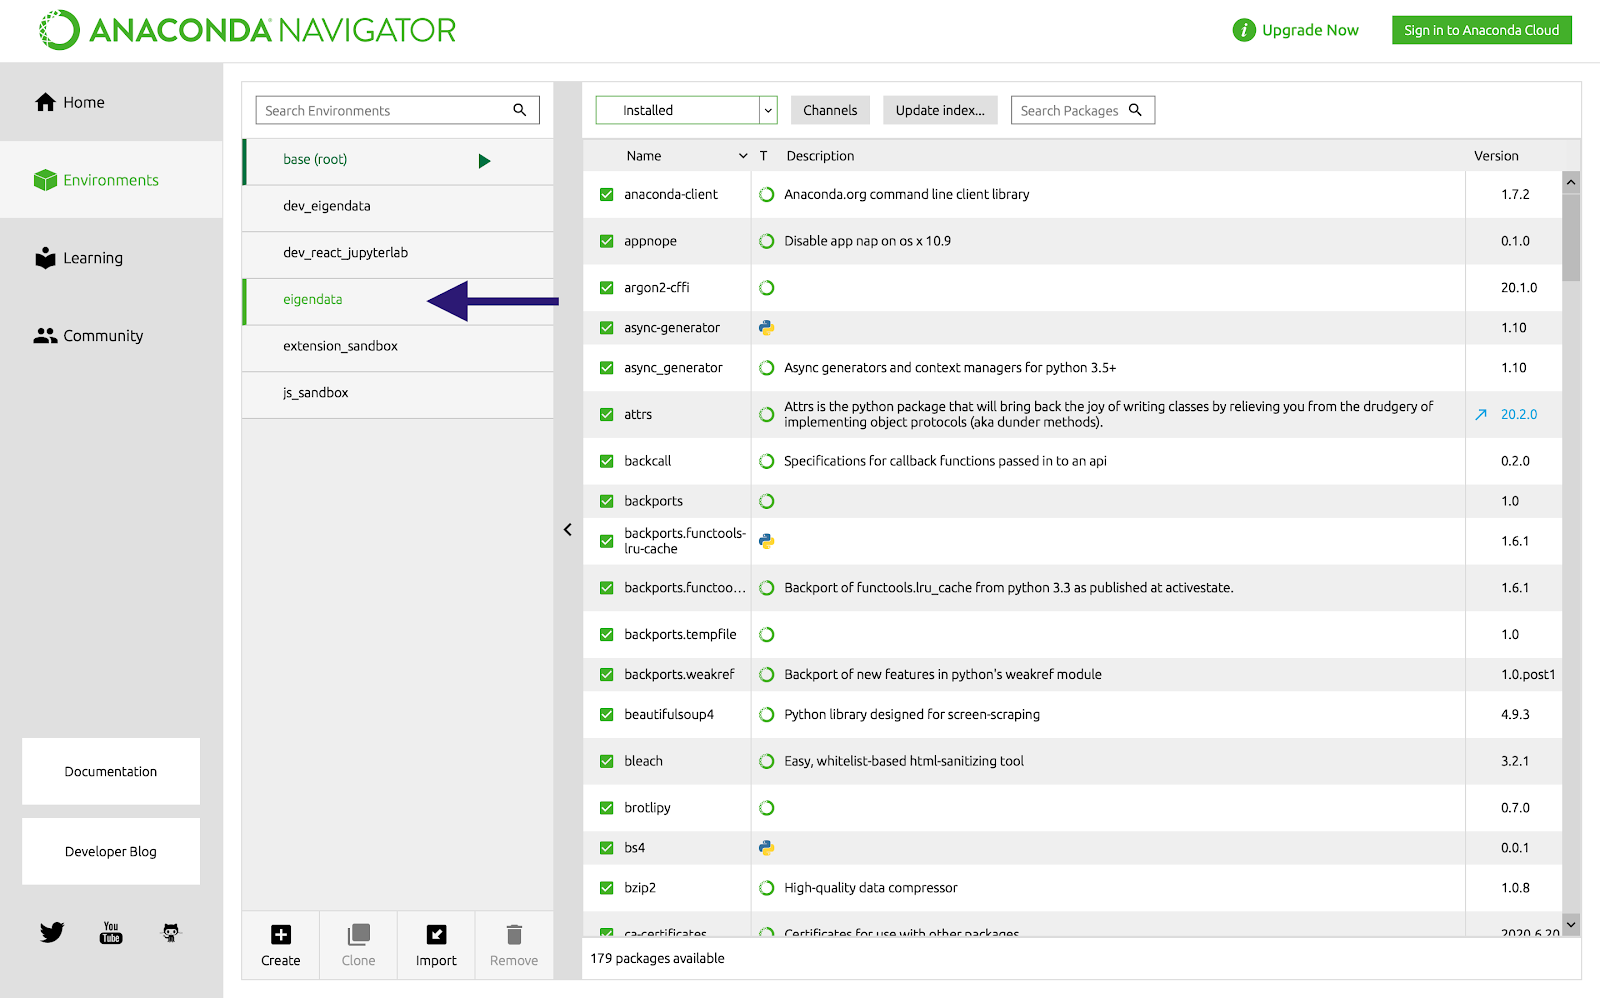 ANACONDA NAVIGATOR
Upgrade Now
Sign in to Anaconda Cloud
Home
Environments
Learning
Community
Documentation
Developer Blog
You
Tube
Search Environments
base (root)
dev_eigendata
dev_react_jupyterlab
eigendata
extension_sandbox
js_sandbox
Create
Clone
Import
Remove
Installed
Channels
Update index...
Search Packages
Name T Description Version
anaconda-client Anaconda.org command line client library 1.7.2
appnope Disable app nap on os x 10.9 0.1.0
argon2-cffi 20.1.0
async-generator 1.10
async_generator Async generators and context managers for python 3.5+ 1.10
attrs Attrs is the python package that will bring back the joy of writing classes by relieving you from the drudgery of
implementing object protocols (aka dunder methods). 20.2.0
backcall Specifications for callback functions passed in to an api 0.2.0
backports 1.0
backports.functools-
lru-cache 1.6.1
backports.functoo... Backport of functools.lru_cache from python 3.3 as published at activestate. 1.6.1
backports.tempfile 1.0
backports.weakref Backport of new features in python's weakref module 1.0.post1
beautifulsoup4 Python library designed for screen-scraping 4.9.3
bleach Easy, whitelist-based html-sanitizing tool 3.2.1
brotlipy 0.7.0
bs4 0.0.1
bzip2 High-quality data compressor 1.0.8
ca-certificates Certificates for use with other packages 2020.6.20
179 packages available